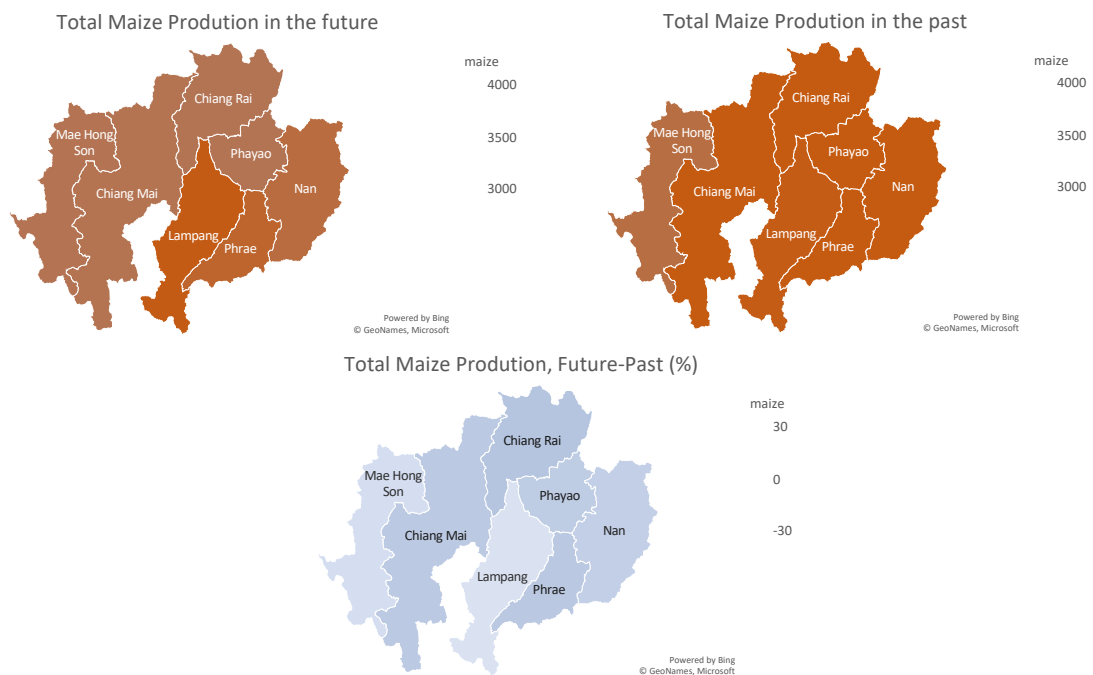 Total Maize Prodution in the future
maize
4000
3500
3000
Chiang Rai
Mae Hong
Son
Phayao
Chiang Mai
Nan
Lampang
Phrae
Powered by Bing
© GeoNames, Microsoft
Total Maize Prodution in the past
maize
4000
3500
3000
Chiang Rai
Mae Hong
Son
Phayao
Chiang Mai
Nan
Lampang
Phrae
Powered by Bing
© GeoNames, Microsoft
Total Maize Prodution, Future-Past (%)
maize
30
0
-30
Chiang Rai
Mae Hong
Son
Phayao
Chiang Mai
Nan
Lampang
Phrae
Powered by Bing
© GeoNames, Microsoft